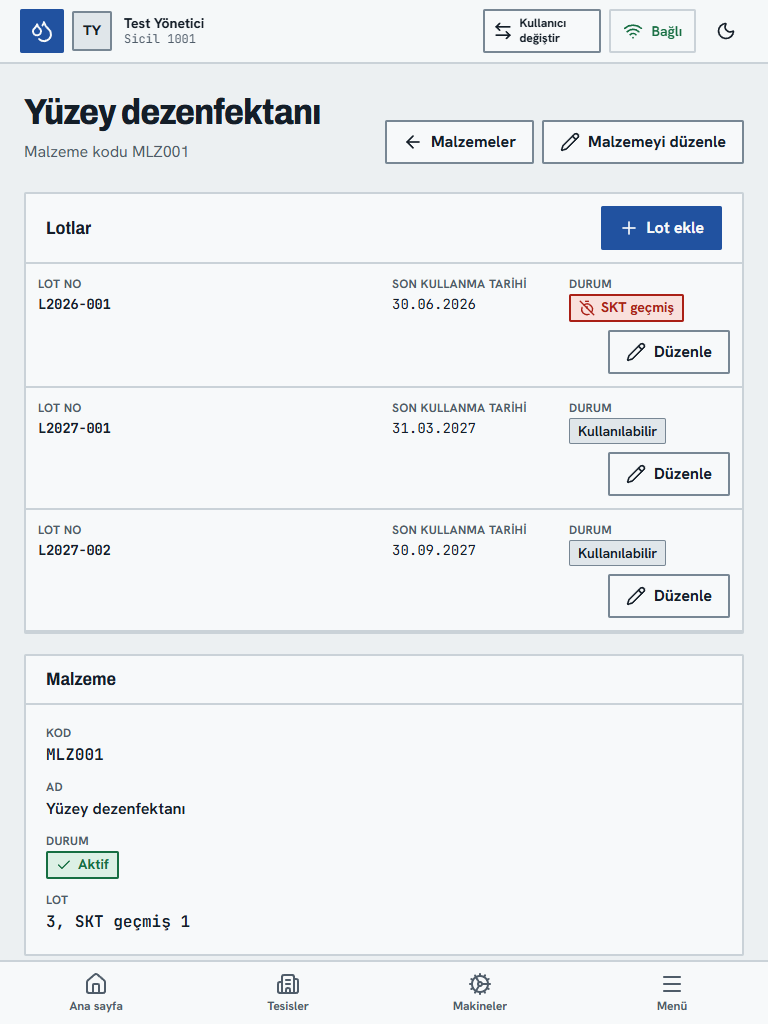 TY
Test Yönetici
Sicil 1001
Kullanıcı
değiştir
Bağlı
Yüzey dezenfektanı
Malzeme kodu MLZ001
Malzemeler
Malzemeyi düzenle
Lotlar
Lot ekle
LOT NO
SON KULLANMA TARİHİ
DURUM
L2026-001
30.06.2026
SKT geçmiş
Düzenle
LOT NO
SON KULLANMA TARİHİ
DURUM
L2027-001
31.03.2027
Kullanılabilir
Düzenle
LOT NO
SON KULLANMA TARİHİ
DURUM
L2027-002
30.09.2027
Kullanılabilir
Düzenle
Malzeme
KOD
MLZ001
AD
Yüzey dezenfektanı
DURUM
Aktif
LOT
3, SKT geçmiş 1
Ana sayfa
Tesisler
Makineler
Menü